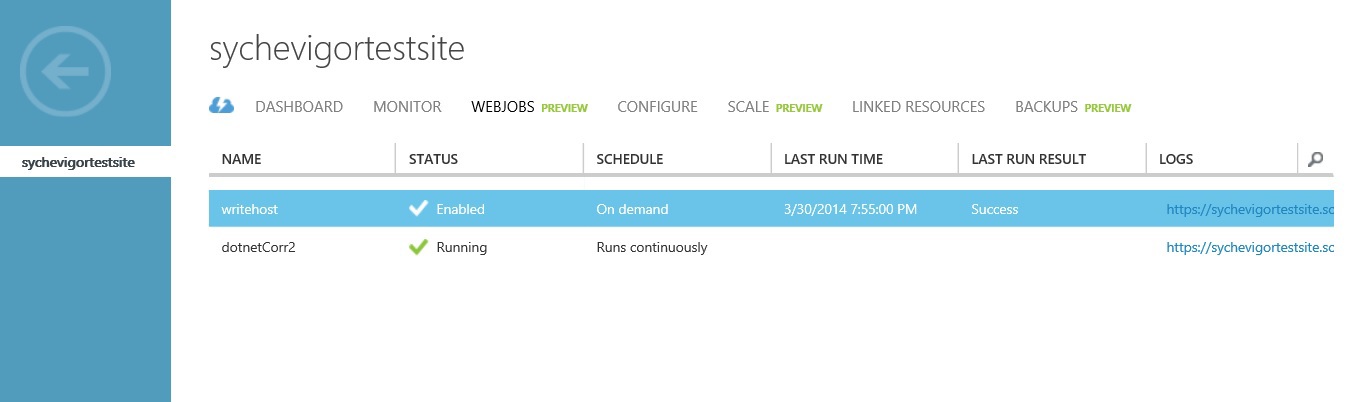 sychevigortestsite
DASHBOARD MONITOR WEBJOBS PREVIEW CONFIGURE SCALE PREVIEW LINKED RESOURCES BACKUPS PREVIEW
sychevigortestsite
NAME STATUS SCHEDULE LAST RUN TIME LAST RUN RESULT LOGS
writehost Enabled On demand 3/30/2014 7:55:00 PM Success https://sychevigortestsite.sc
dotnetCorr2 Running Runs continuously https://sychevigortestsite.sc